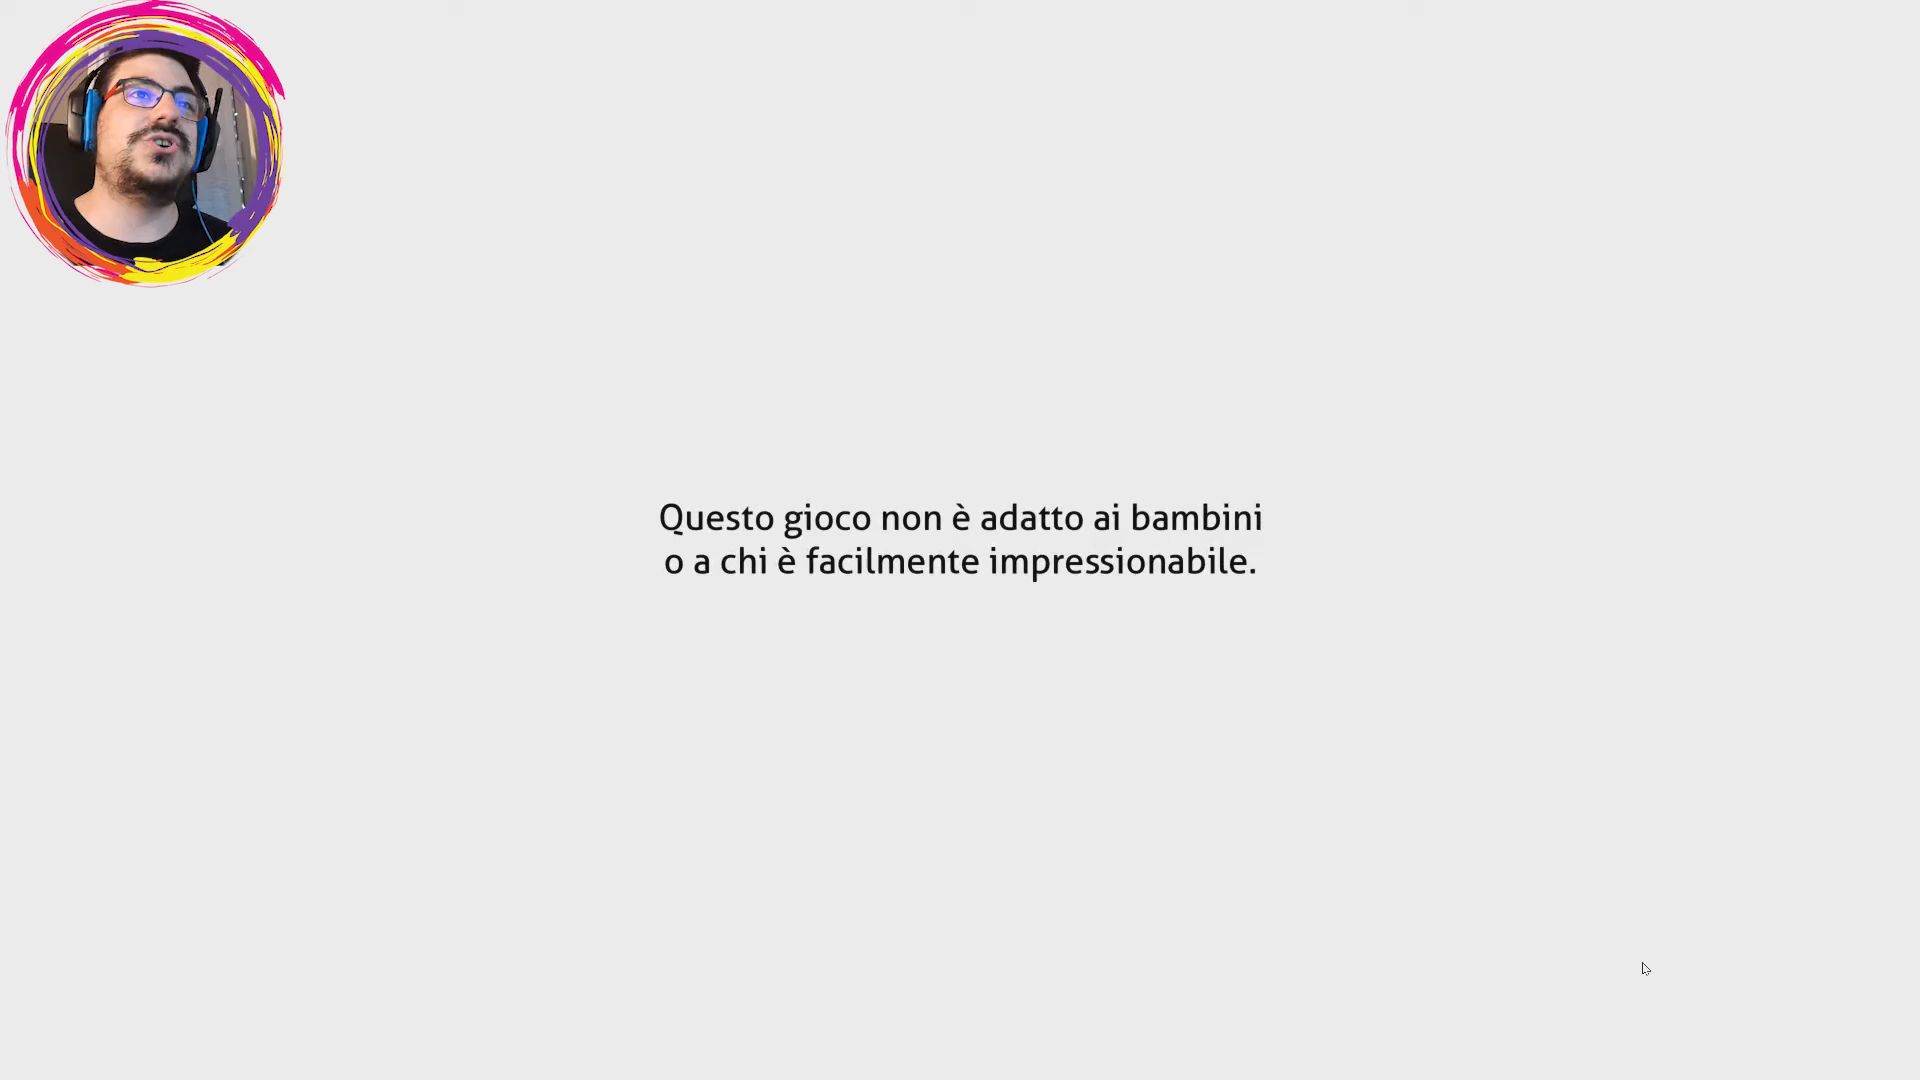 Questo gioco non è adatto ai bambini
o a chi è facilmente impressionabile.